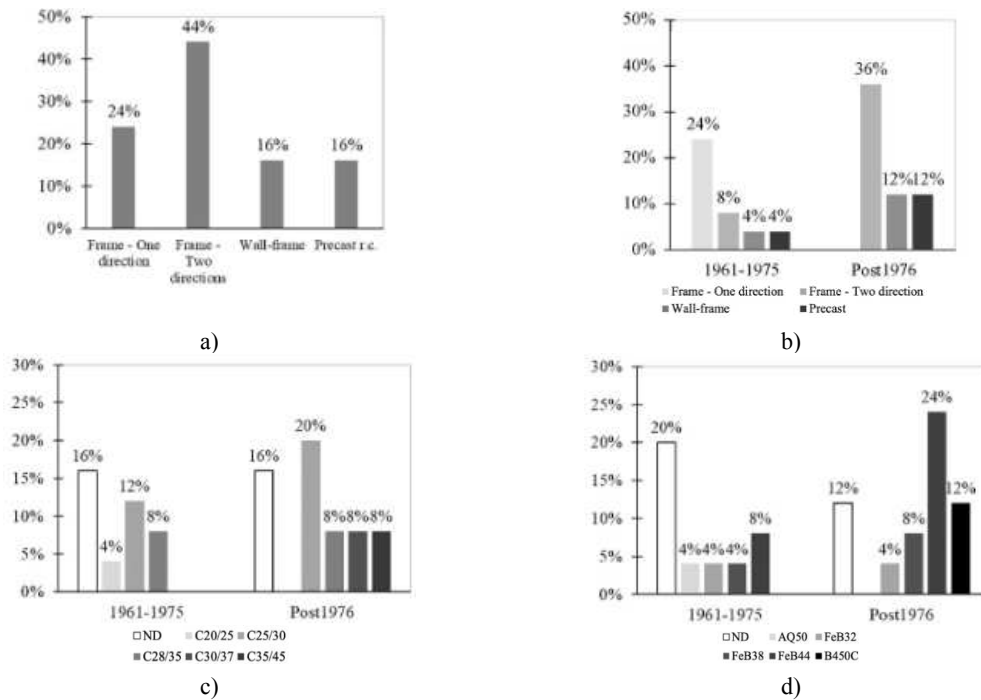 50%
40%
30%
20%
10%
0%
24%
44%
16%
16%
Frame - One
direction
Frame -
Two
directions
Wall-frame
Precast r.c.
a)
50%
40%
30%
20%
10%
0%
24%
8%
4%
4%
36%
12%
12%
1961-1975
Post1976
Frame - One direction
Frame - Two direction
Wall-frame
Precast
b)
30%
25%
20%
15%
10%
5%
0%
16%
4%
12%
8%
16%
20%
8%
8%
8%
1961-1975
Post1976
ND
C20/25
C25/30
C28/35
C30/37
C35/45
c)
30%
25%
20%
15%
10%
5%
0%
20%
4%
4%
4%
8%
12%
4%
8%
24%
12%
1961-1975
Post1976
ND
AQ50
FeB32
FeB38
FeB44
B450C
d)